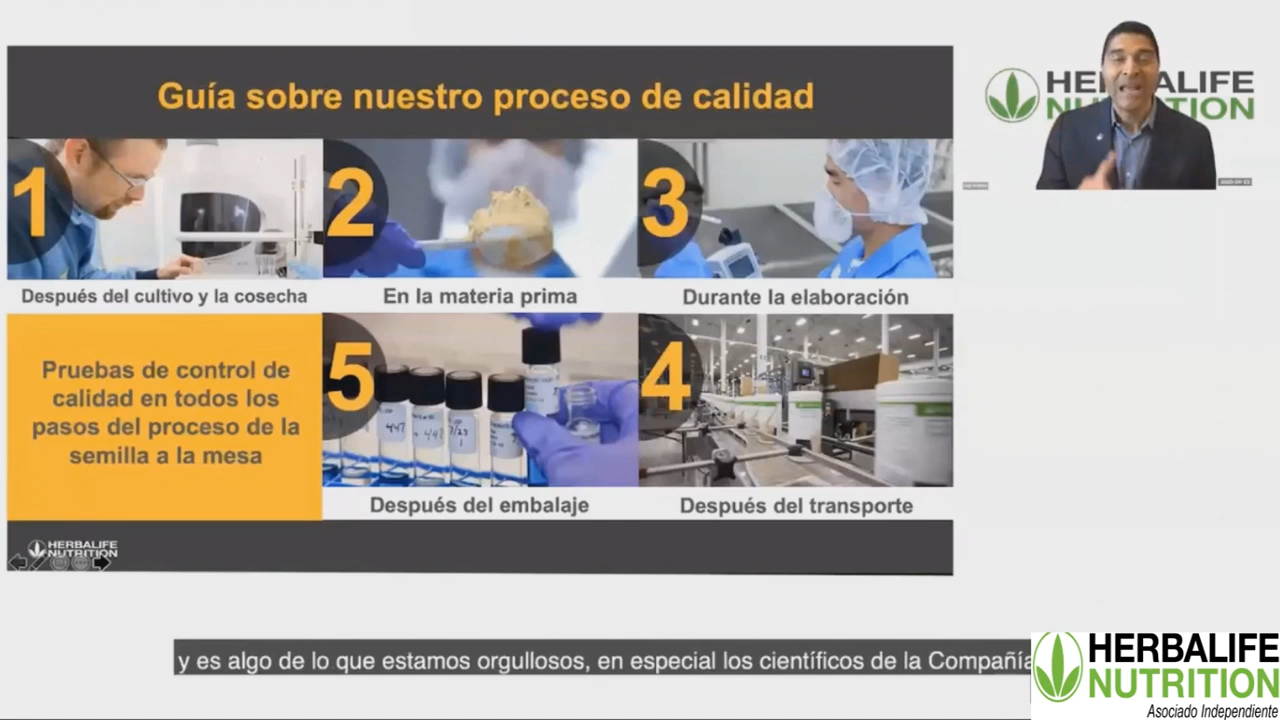 Guía sobre nuestro proceso de calidad
HERBALIFE
NUTRITION
1
2
3
Después del cultivo y la cosecha
En la materia prima
Durante la elaboración
Pruebas de control de
calidad en todos los
pasos del proceso de la
semilla a la mesa
5
4
447
447
Después del embalaje
Después del transporte
HERBALIFE
NUTRITION
y es algo de lo que estamos orgullosos, en especial los científicos de la Compañía
HERBALIFE
NUTRITION
Asociado Independiente